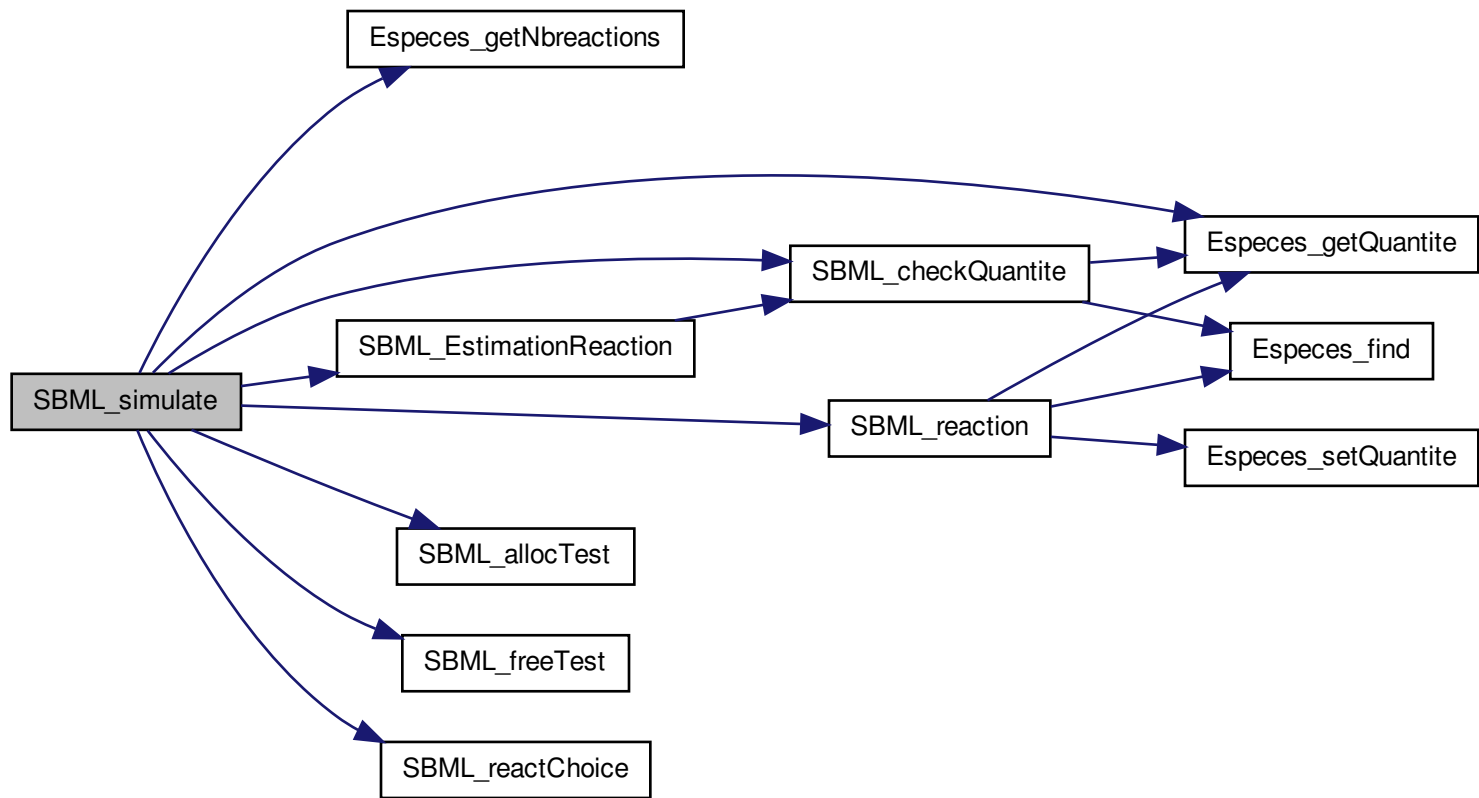 Especes_getNbreactions
Especes_getQuantite
SBML_checkQuantite
SBML_EstimationReaction
Especes_find
SBML_simulate
SBML_reaction
Especes_setQuantite
SBML_allocTest
SBML_freeTest
SBML_reactChoice